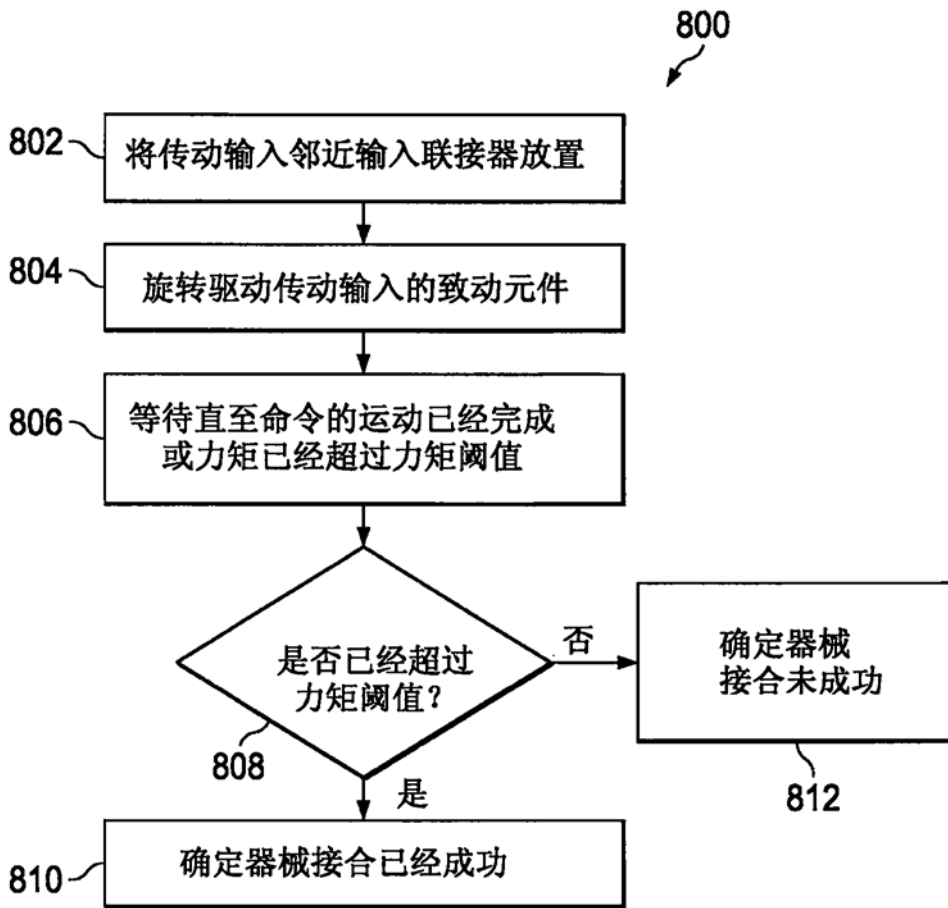 800
802
将传动输入邻近输入联接器放置
804
旋转驱动传动输入的致动元件
806
等待直至命令的运动已经完成
或力矩已经超过力矩阈值
是否已经超过
力矩阈值？
808
否
确定器械
接合未成功
812
是
810
确定器械接合已经成功